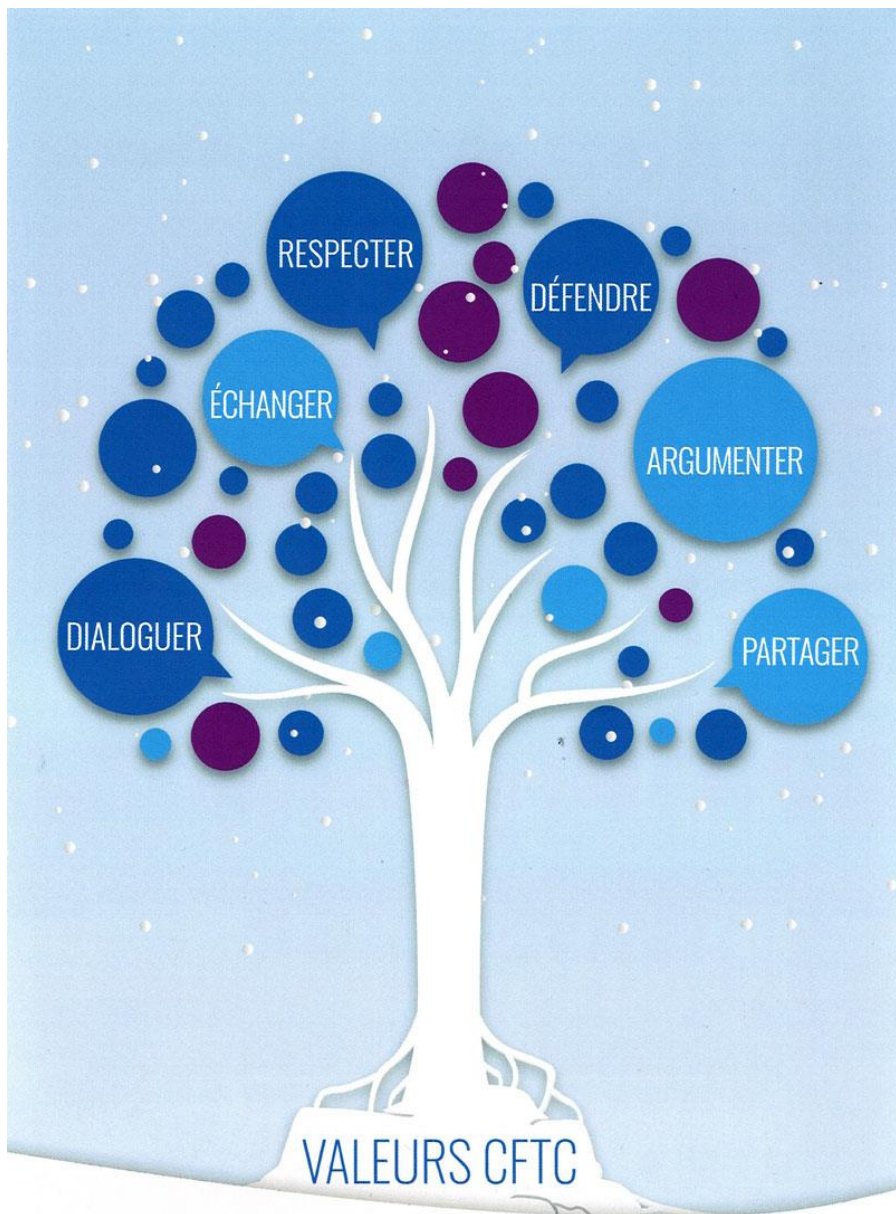 RESPECTER
DÉFENDRE
ÉCHANGER
ARGUMENTER
DIALOGUER
PARTAGER
VALEURS CFTC